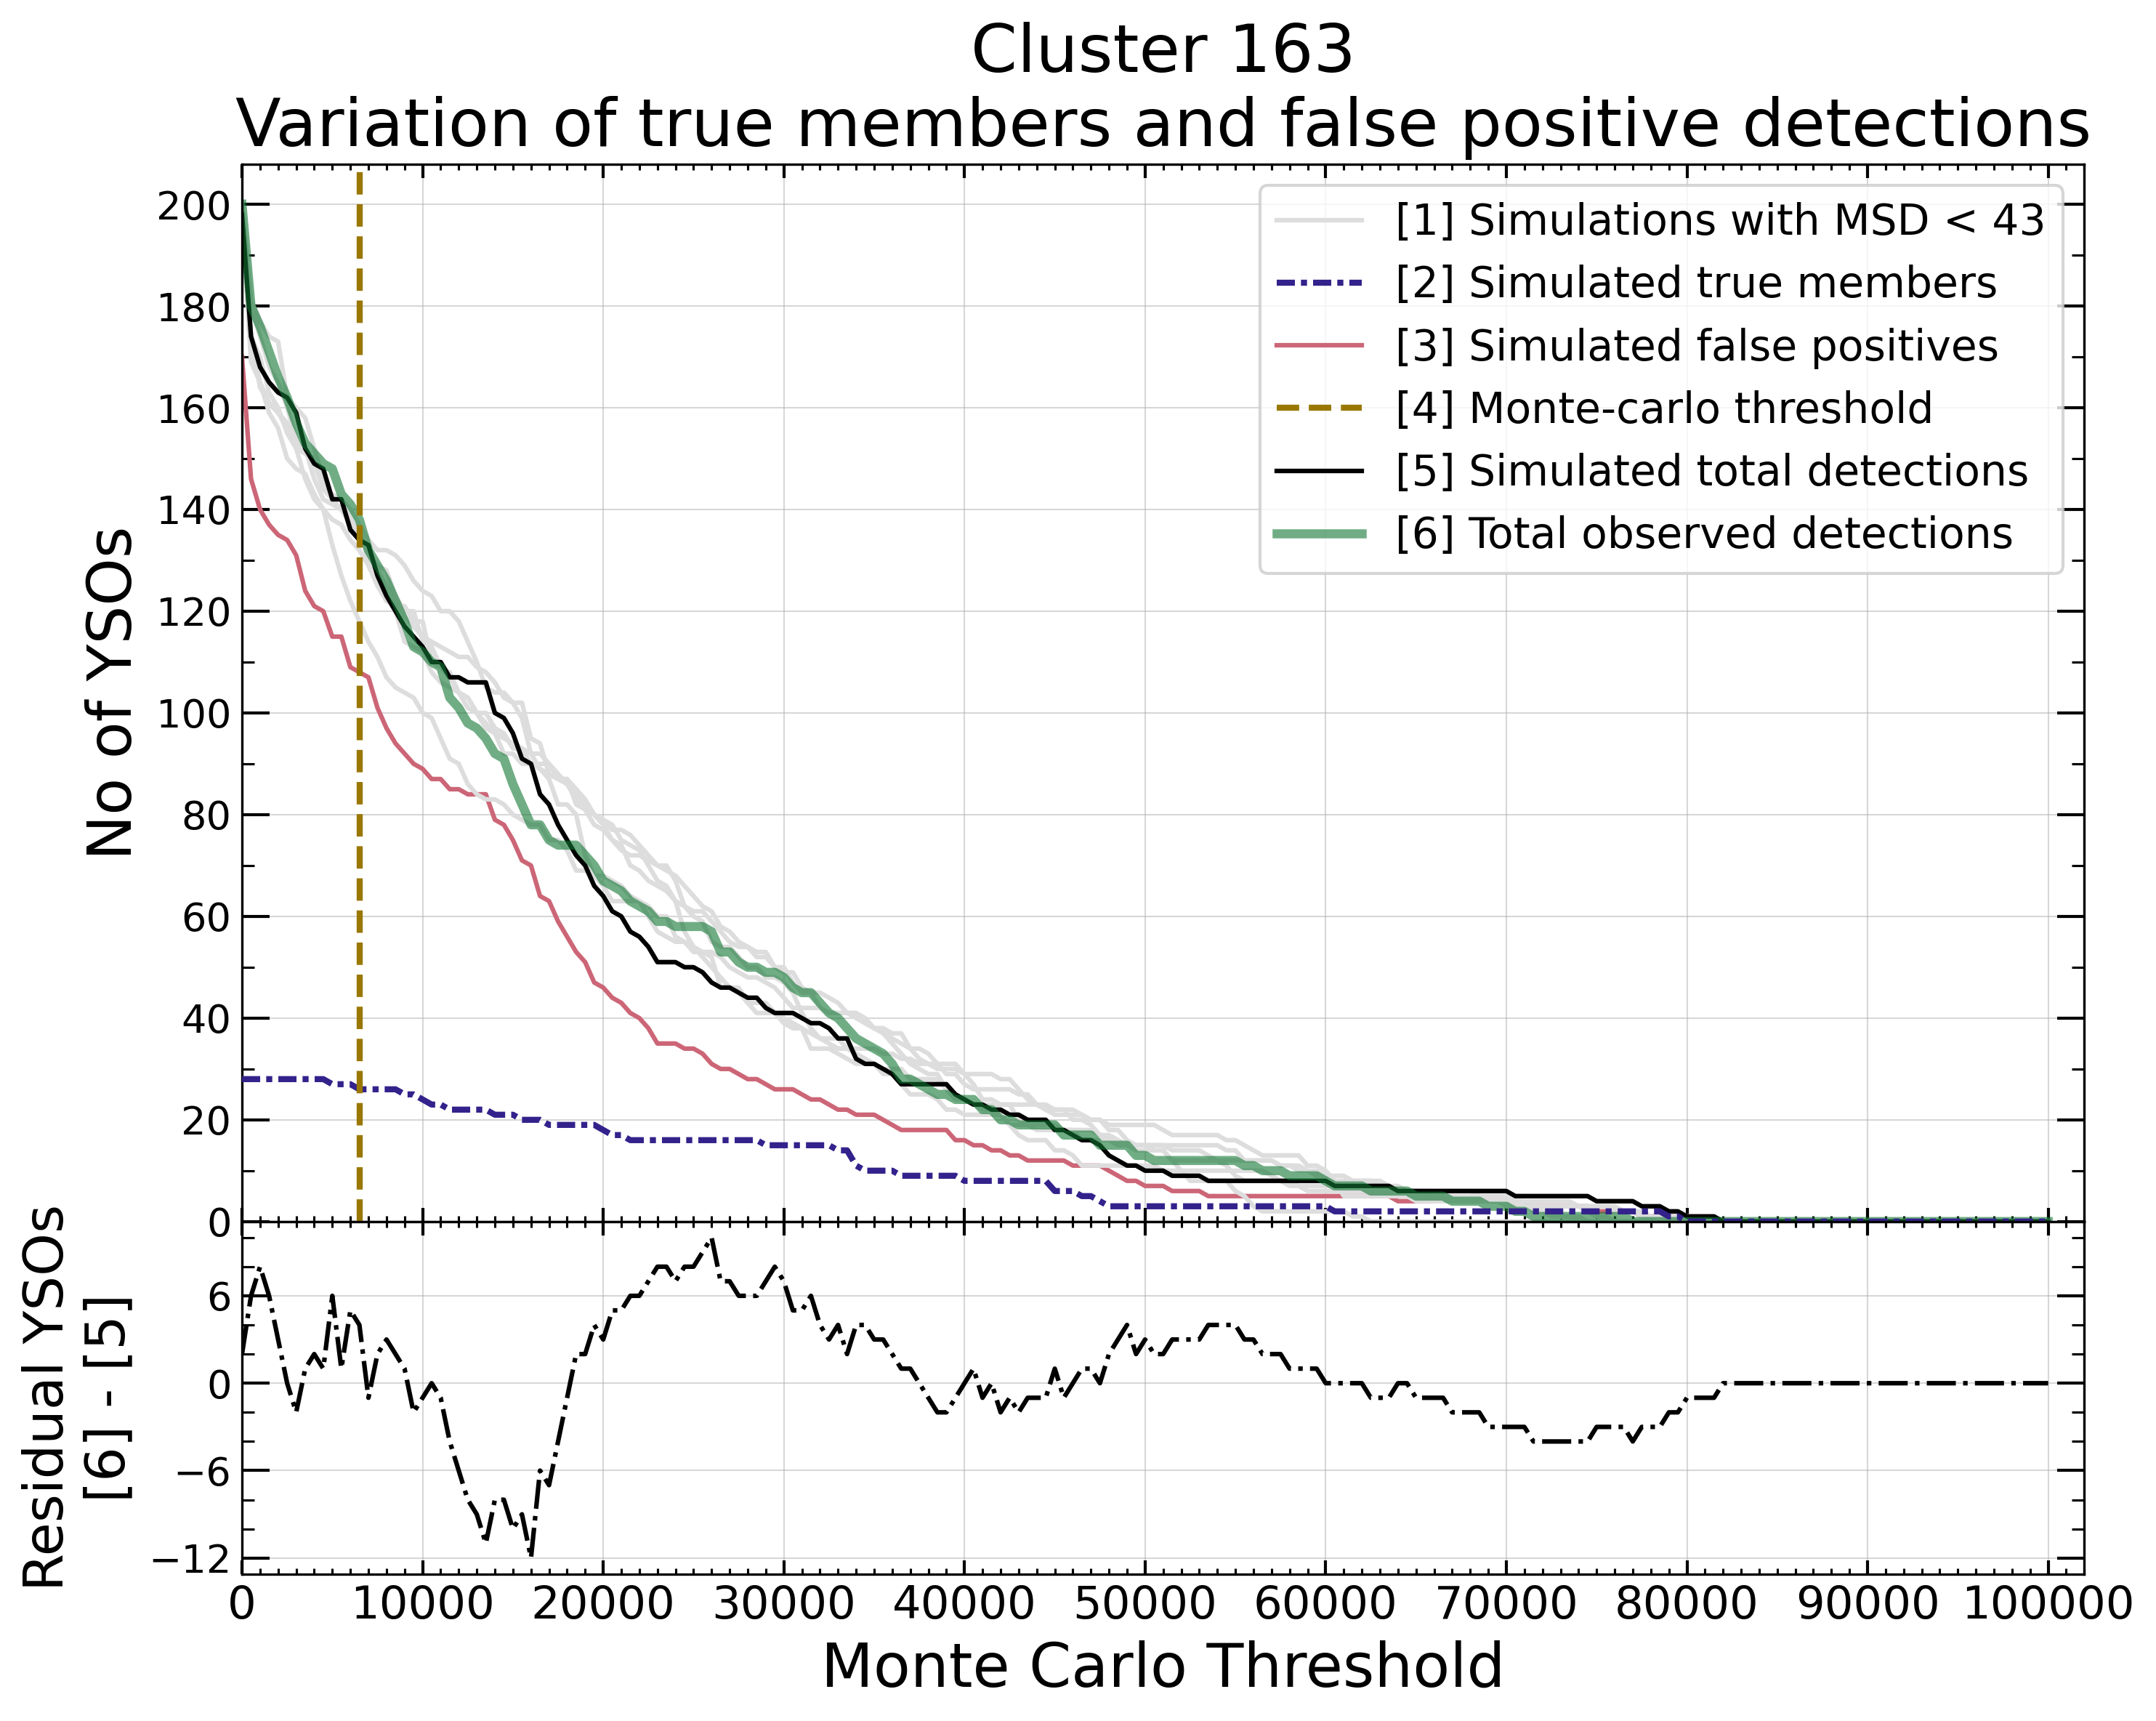 Cluster 163
Variation of true members and false positive detections
No of YSOs
200
180
160
140
120
100
80
60
40
20
0
[1] Simulations with MSD < 43
[2] Simulated true members
[3] Simulated false positives
[4] Monte-carlo threshold
[5] Simulated total detections
[6] Total observed detections
Residual YSOs
[6] - [5]
6
0
−6
−12
0 10000 20000 30000 40000 50000 60000 70000 80000 90000 100000
Monte Carlo Threshold